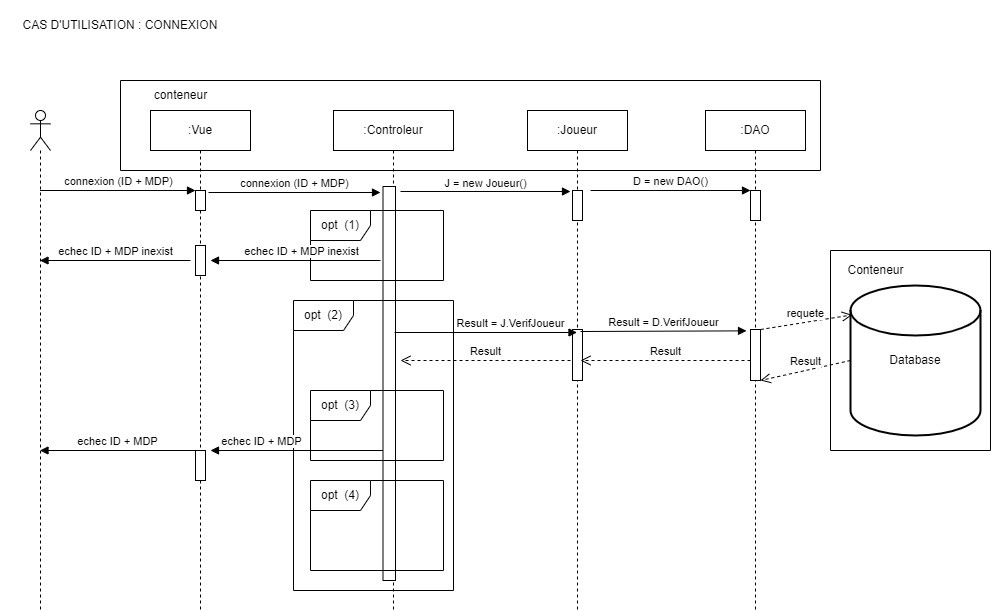 CAS D'UTILISATION : CONNEXION
conteneur
:Vue
:Controleur
:Joueur
:DAO
connexion (ID + MDP)
connexion (ID + MDP)
J = new Joueur()
D = new DAO()
opt (1)
echec ID + MDP inexist
echec ID + MDP inexist
Conteneur
opt (2)
Result = J.VerifJoueur
Result = D.VerifJoueur
requete
Result
Result
Result
Database
opt (3)
echec ID + MDP
echec ID + MDP
opt (4)